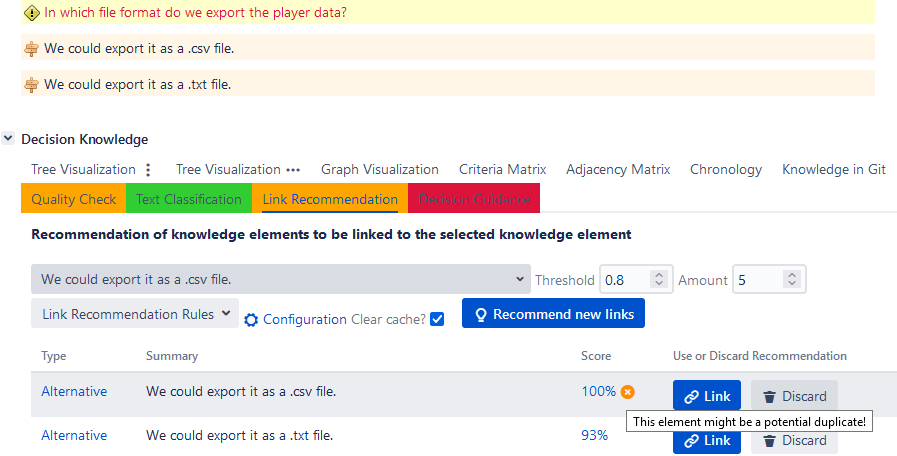 In which file format do we export the player data?
We could export it as a .csv file.
We could export it as a .txt file.
Decision Knowledge
Tree Visualization Tree Visualization Graph Visualization Criteria Matrix Adjacency Matrix Chronology Knowledge in Git
Quality Check Text Classification Link Recommendation Decision Guidance
Recommendation of knowledge elements to be linked to the selected knowledge element
We could export it as a .csv file. Threshold 0.8 Amount 5
Link Recommendation Rules Configuration Clear cache? Recommend new links
Type Summary Score Use or Discard Recommendation
Alternative We could export it as a .csv file. 100% Link Discard
This element might be a potential duplicate!
Alternative We could export it as a .txt file. 93% Link Discard